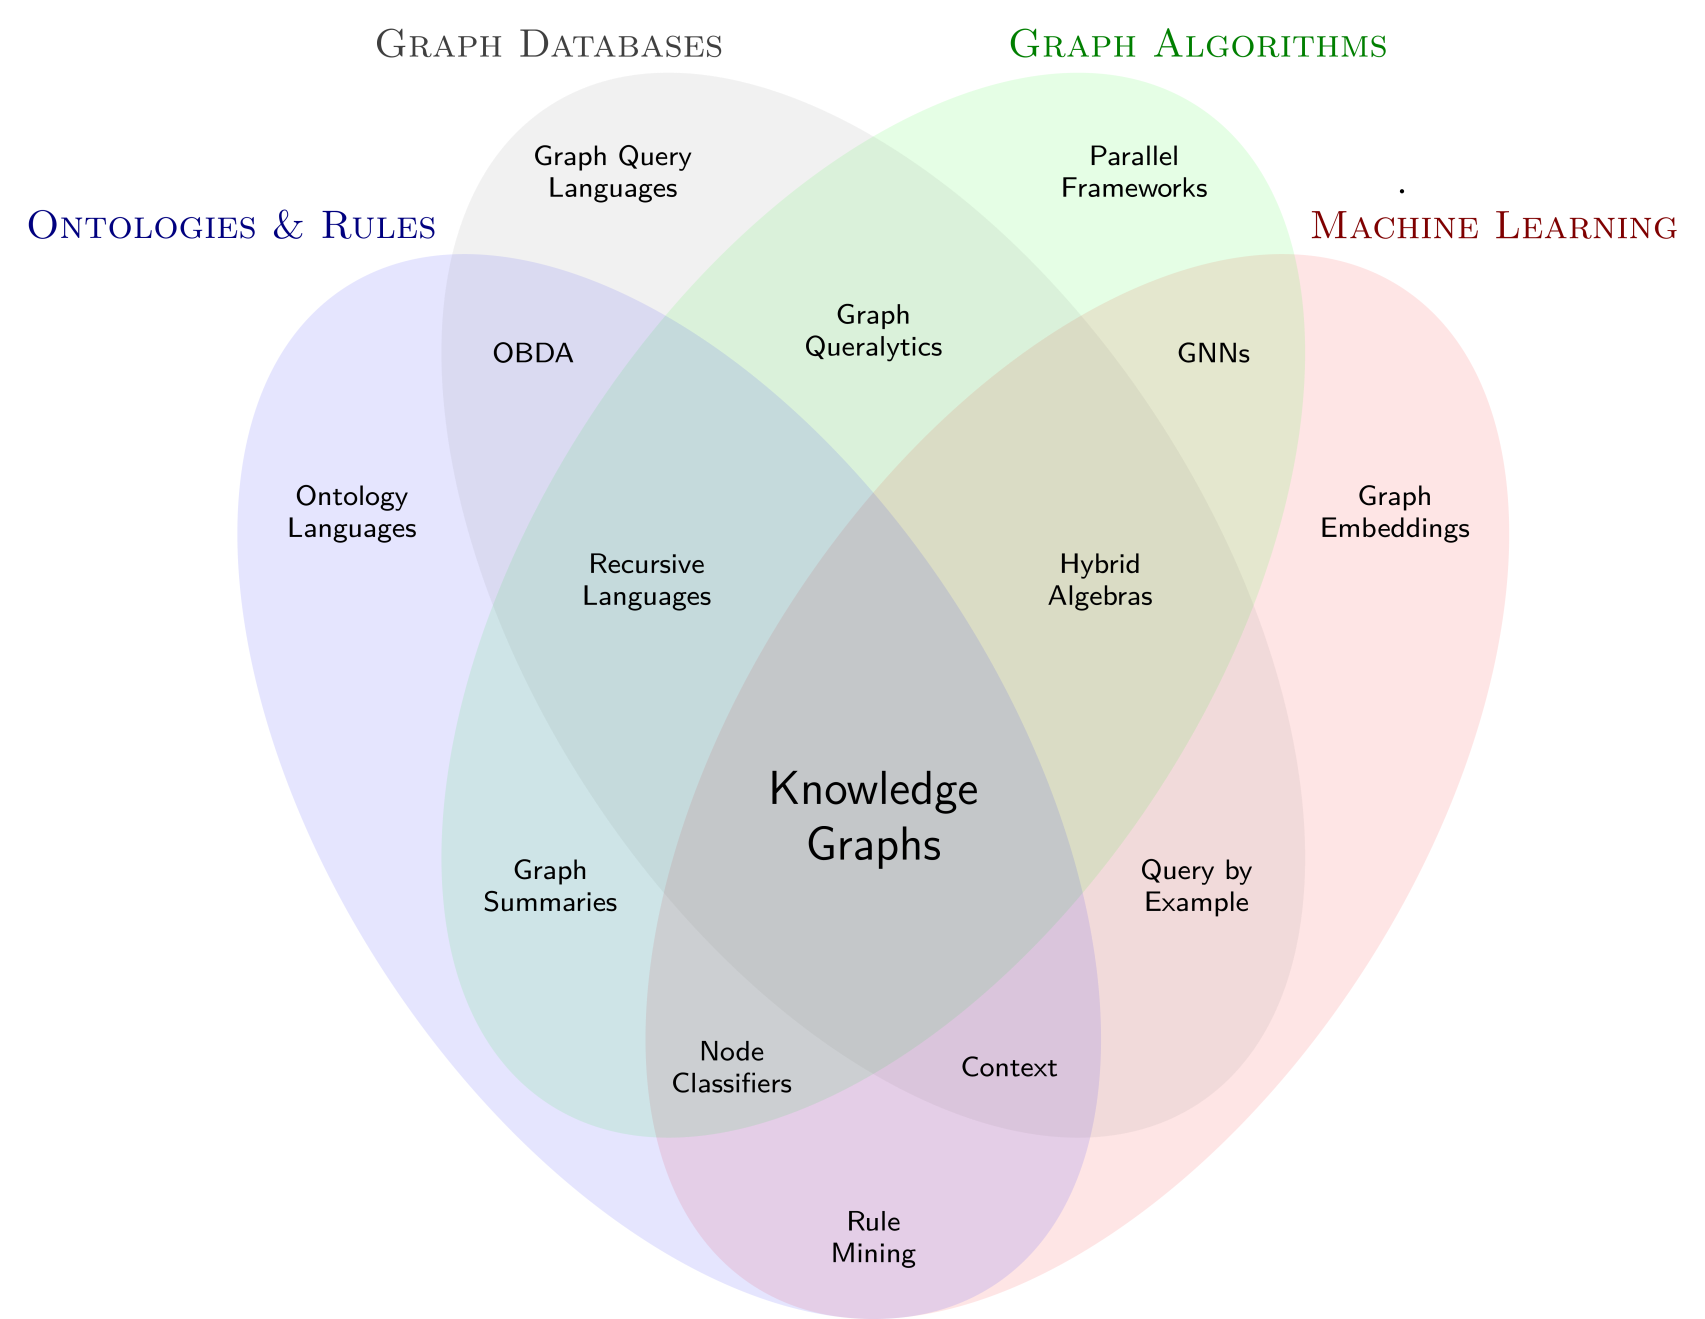 GRAPH DATABASES
GRAPH ALGORITHMS
Graph Query
Languages
Parallel
Frameworks
.
ONTOLOGIES & RULES
MACHINE LEARNING
Graph
Queralytics
OBDA
GNNs
Ontology
Languages
Graph
Embeddings
Recursive
Languages
Hybrid
Algebras
Knowledge
Graphs
Graph
Summaries
Query by
Example
Node
Classifiers
Context
Rule
Mining